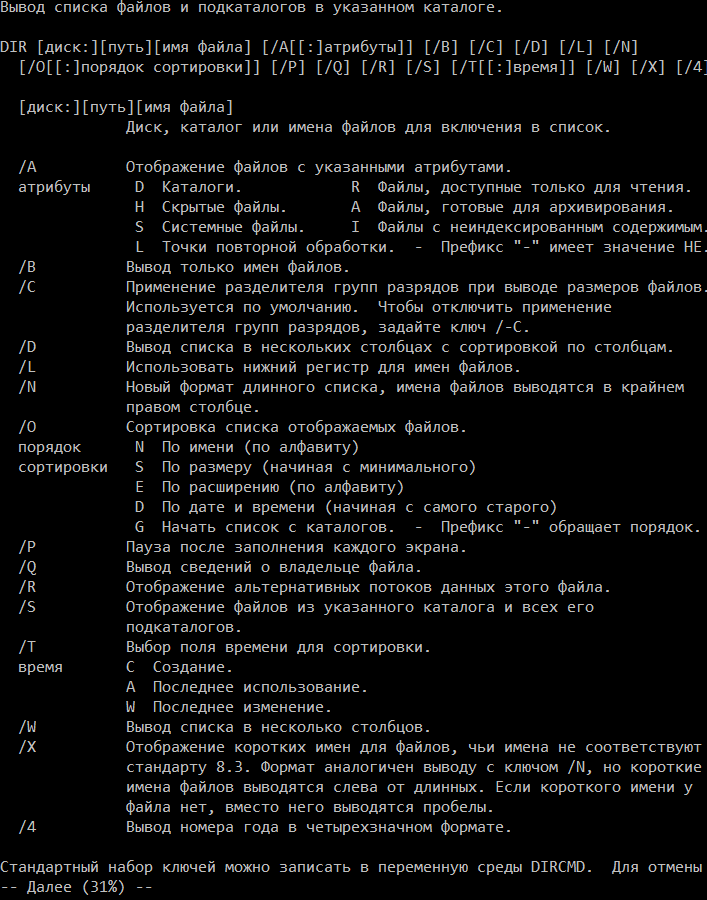 Вывод списка файлов и подкаталогов в указанном каталоге.
DIR [диск:][путь][имя файла] [/A[[:]атрибуты]] [/B] [/C] [/D] [/L] [/N]
[/O[[:]порядок сортировки]] [/P] [/Q] [/R] [/S] [/T[[:]время]] [/W] [/X] [/4]
[диск:][путь][имя файла]
Диск, каталог или имена файлов для включения в список.
/A Отображение файлов с указанными атрибутами.
атрибуты D Каталоги. R Файлы, доступные только для чтения.
H Скрытые файлы. A Файлы, готовые для архивирования.
S Системные файлы. I Файлы с неиндексированным содержимым.
L Точки повторной обработки. - Префикс "-" имеет значение НЕ.
/B Вывод только имен файлов.
/C Применение разделителя групп разрядов при выводе размеров файлов.
Используется по умолчанию. Чтобы отключить применение
разделителя групп разрядов, задайте ключ /-C.
/D Вывод списка в нескольких столбцах с сортировкой по столбцам.
/L Использовать нижний регистр для имен файлов.
/N Новый формат длинного списка, имена файлов выводятся в крайнем
правом столбце.
/O Сортировка списка отображаемых файлов.
порядок N По имени (по алфавиту)
сортировки S По размеру (начиная с минимального)
E По расширению (по алфавиту)
D По дате и времени (начиная с самого старого)
G Начать список с каталогов. - Префикс "-" обращает порядок.
/P Пауза после заполнения каждого экрана.
/Q Вывод сведений о владельце файла.
/R Отображение альтернативных потоков данных этого файла.
/S Отображение файлов из указанного каталога и всех его
подкаталогов.
/T Выбор поля времени для сортировки.
время C Создание.
A Последнее использование.
W Последнее изменение.
/W Вывод списка в несколько столбцов.
/X Отображение коротких имен для файлов, чьи имена не соответствуют
стандарту 8.3. Формат аналогичен выводу с ключом /N, но короткие
имена файлов выводятся слева от длинных. Если короткого имени у
файла нет, вместо него выводятся пробелы.
/4 Вывод номера года в четырехзначном формате.
Стандартный набор ключей можно записать в переменную среды DIRCMD. Для отмены
-- Далее (31%) --